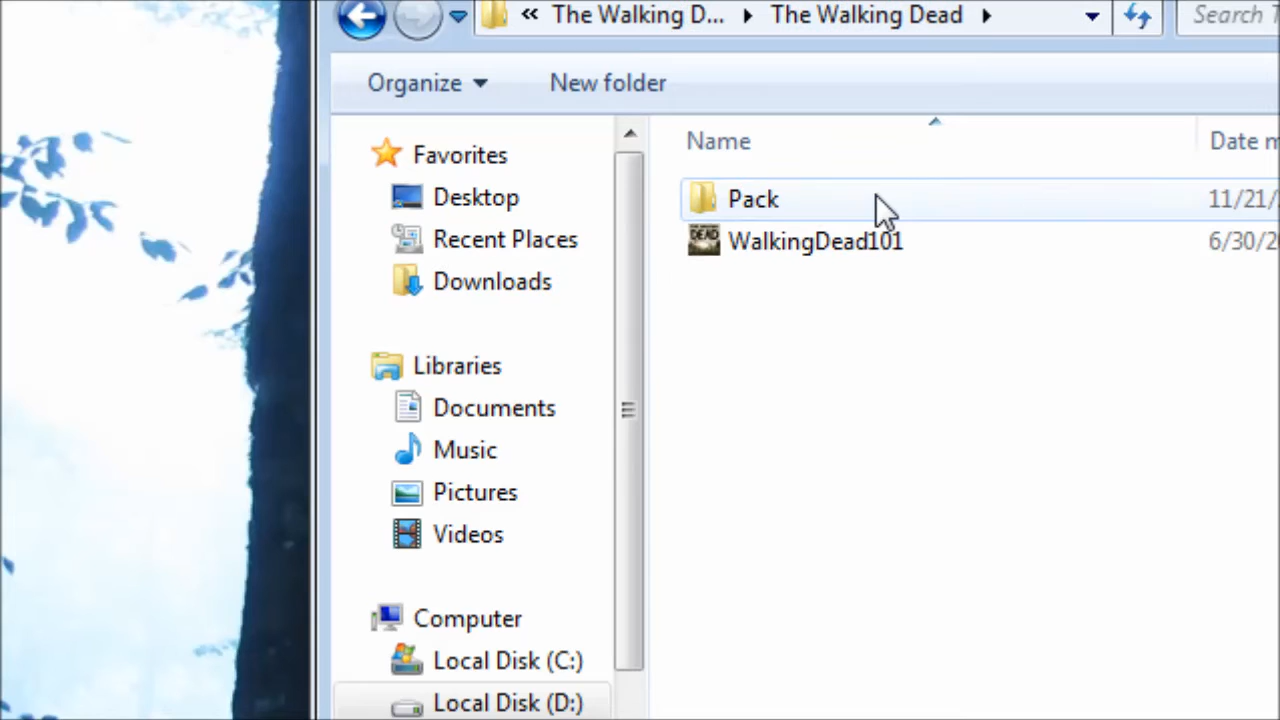 « The Walking D... The Walking Dead
Search T
Organize New folder
Name Date m
Favorites
Desktop
Recent Places
Downloads
Libraries
Documents
Music
Pictures
Videos
Computer
Local Disk (C:)
Local Disk (D:)
Pack 11/21/
DEAD
WalkingDead101 6/30/2